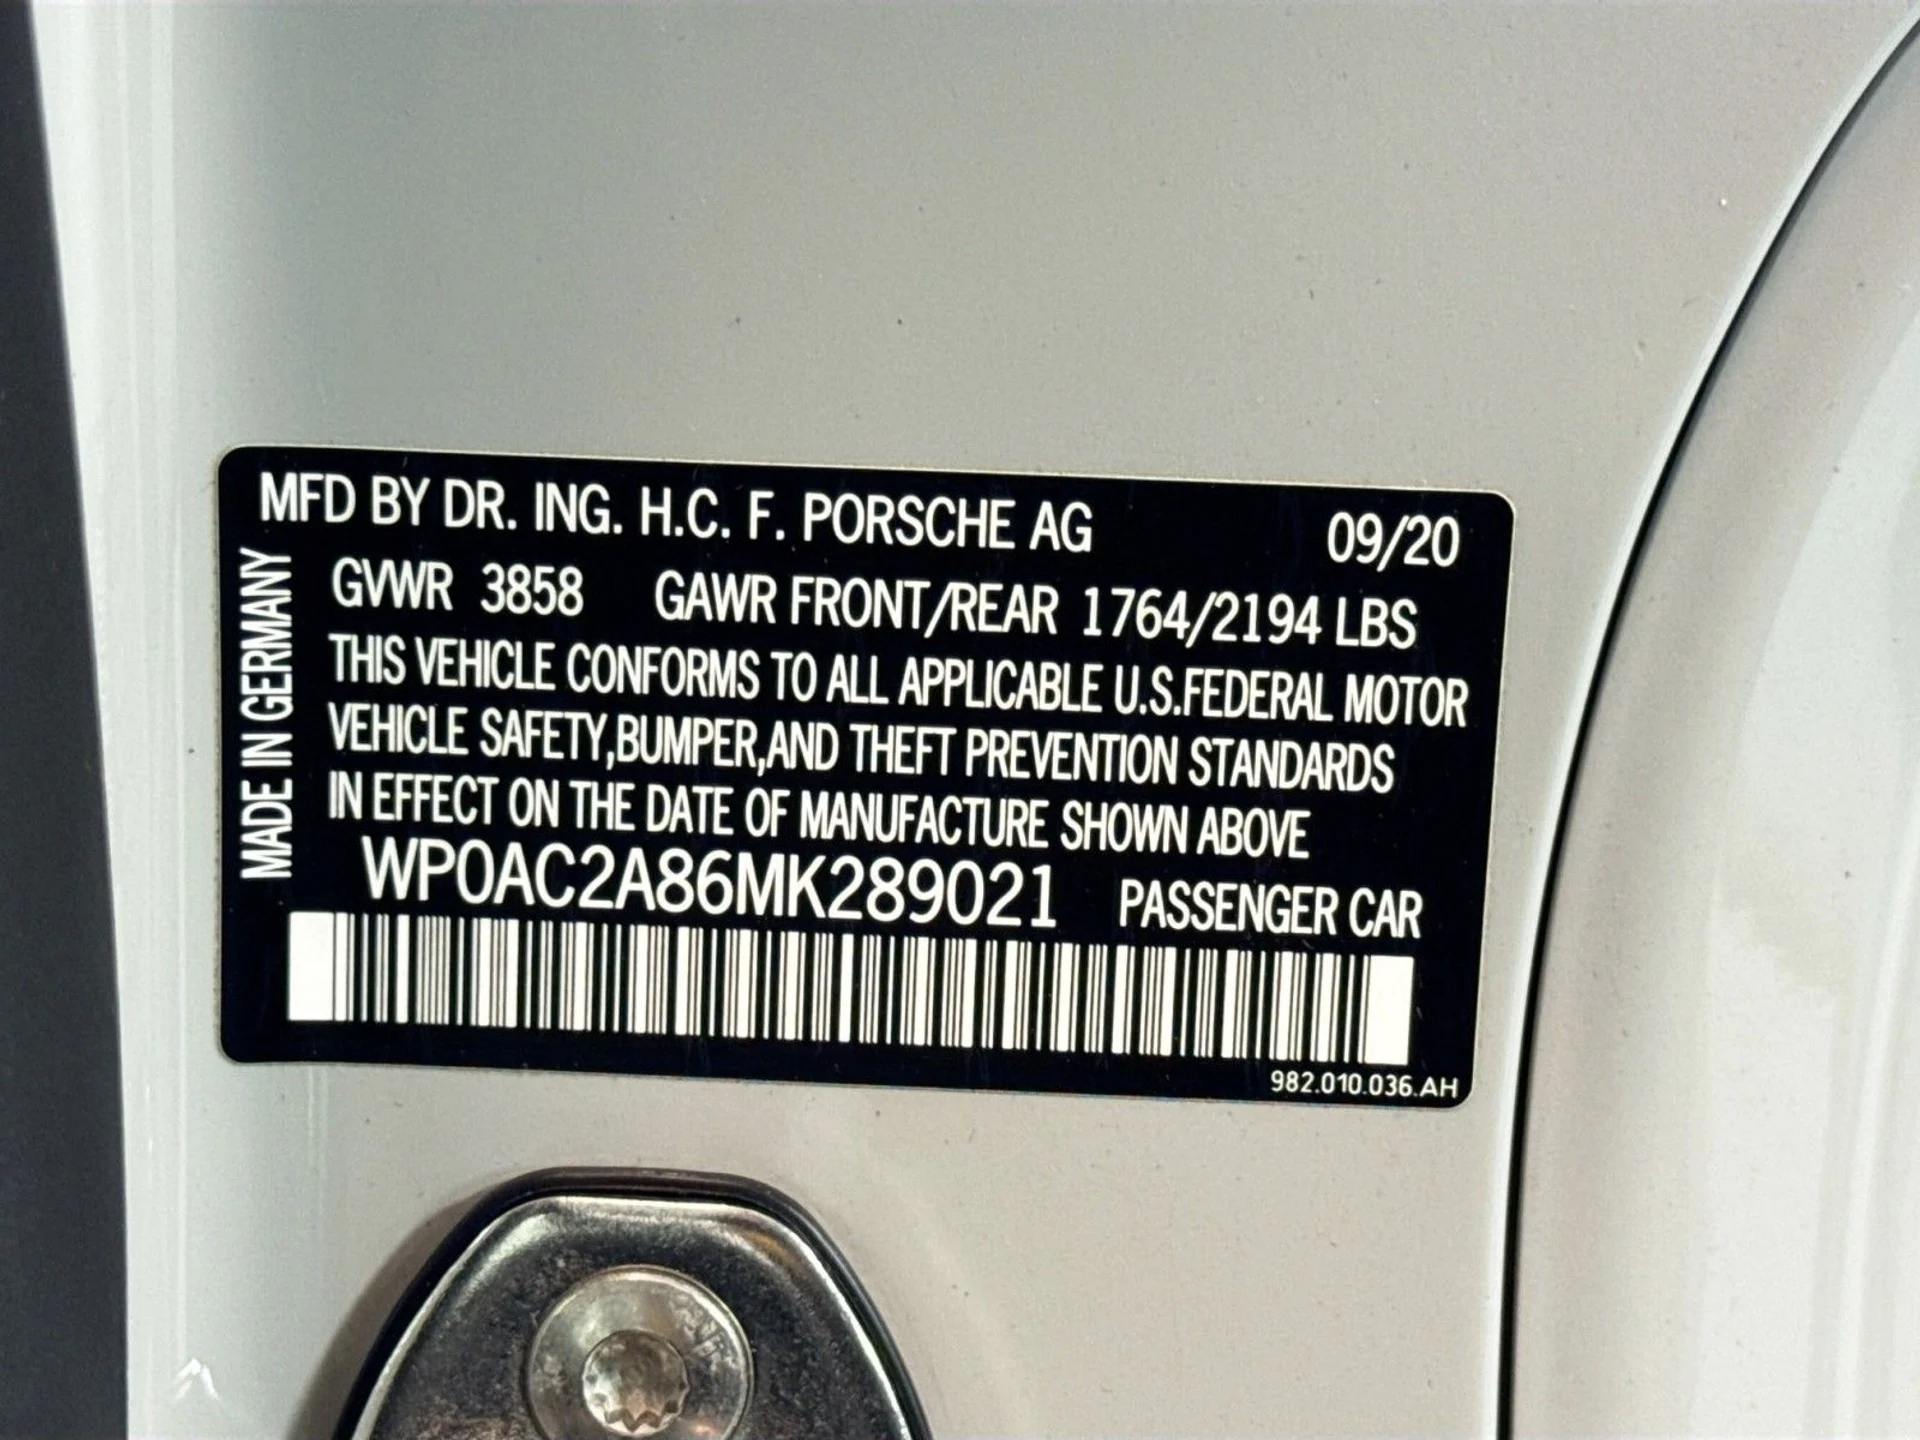 MFD BY DR. ING. H.C. F. PORSCHE AG 09/20
GVWR 3858 GAWR FRONT/REAR 1764/2194 LBS
THIS VEHICLE CONFORMS TO ALL APPLICABLE U.S.FEDERAL MOTOR
VEHICLE SAFETY,BUMPER,AND THEFT PREVENTION STANDARDS
IN EFFECT ON THE DATE OF MANUFACTURE SHOWN ABOVE
WP0AC2A86MK289021 PASSENGER CAR
982.010.036.AH
MADE IN GERMANY